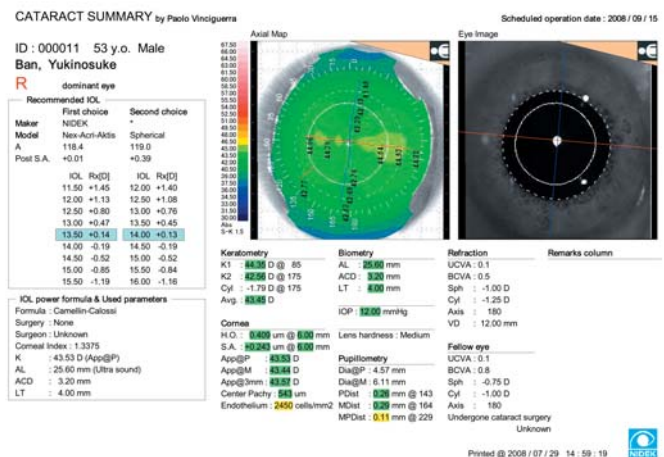 CATARACT SUMMARY by Paolo Vinciguerra
Scheduled operation date : 2008 / 09 / 15
ID : 000011 53 y.o. Male
Ban, Yukinosuke
R dominant eye
Recommended IOL
First choice Second choice
Maker NIDEK *
Model Nex-Acri-Aktis Spherical
A 118.4 119.0
Post S.A. +0.01 +0.39
IOL Rx[D] IOL Rx[D]
11.50 +1.45 12.00 +1.40
12.00 +1.13 12.50 +1.08
12.50 +0.80 13.00 +0.76
13.00 +0.47 13.50 +0.45
13.50 +0.14 14.00 +0.13
14.00 -0.19 14.50 -0.19
14.50 -0.52 15.00 -0.52
15.00 -0.85 15.50 -0.84
15.50 -1.19 16.00 -1.16
IOL power formula & Used parameters
Formula : Camellin-Calossi
Surgery : None
Surgeon : Unknown
Corneal Index : 1.3375
K : 43.53 D (App@P)
AL : 25.60 mm (Ultra sound)
ACD : 3.20 mm
LT : 4.00 mm
Axial Map
67.50
66.00
Abs
S-K 1.5
Eye Image
Keratometry
K1 : 44.35 D @ 85
K2 : 42.56 D @ 175
Cyl : -1.79 D @ 175
Avg. : 43.45 D
Cornea
H.O. : 0.409 um @ 6.00 mm
S.A. : +0.243 um @ 6.00 mm
App@P : 43.53 D
App@M : 43.44 D
App@3mm : 43.57 D
Center Pachy : 543 um
Endothelium : 2450 cells/mm2
Biometry
AL : 25.60 mm
ACD : 3.20 mm
LT : 4.00 mm
IOP : 12.00 mmHg
Lens hardness : Medium
Pupillometry
Dia@P : 4.57 mm
Dia@M : 6.11 mm
PDist : 0.26 mm @ 143
MDist : 0.29 mm @ 164
MPDist : 0.11 mm @ 229
Refraction
UCVA : 0.1
BCVA : 0.5
Sph : -1.00 D
Cyl : -1.25 D
Axis : 180
VD : 12.00 mm
Fellow eye
UCVA : 0.1
BCVA : 0.8
Sph : -0.75 D
Cyl : -1.00 D
Axis : 180
Undergone cataract surgery
Unknown
Remarks column
Printed @ 2008 / 07 / 29 14 : 59 : 19
NIDEK